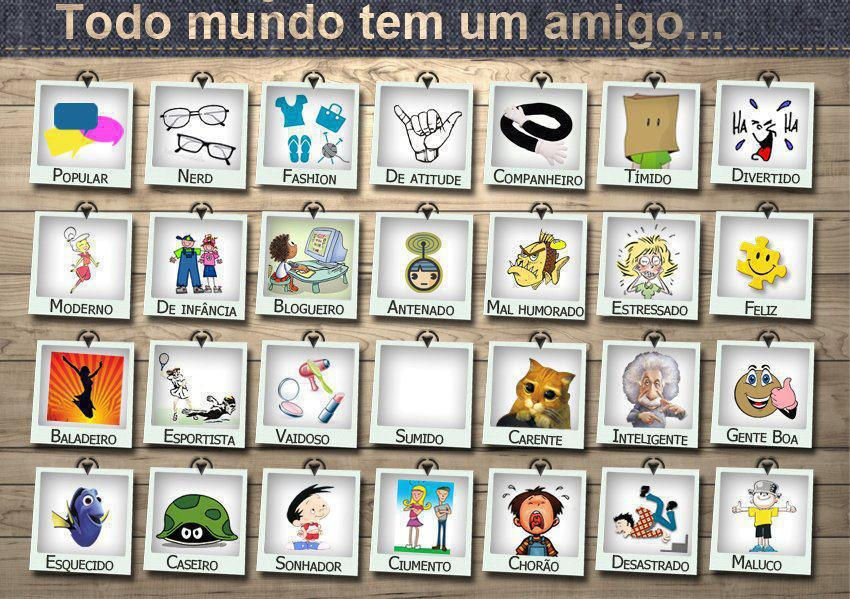 Todo mundo tem um amigo...
HA HA
POPULAR NERD FASHION DE ATITUDE COMPANHEIRO TÍMIDO DIVERTIDO
MODERNO DE INFÂNCIA BLOGUEIRO ANTENADO MAL HUMORADO ESTRESSADO FELIZ
BALADEIRO ESPORTISTA VAIDOSO SUMIDO CARENTE INTELIGENTE GENTE BOA
ESQUECIDO CASEIRO SONHADOR CIUMENTO CHORÃO DESASTRADO MALUCO